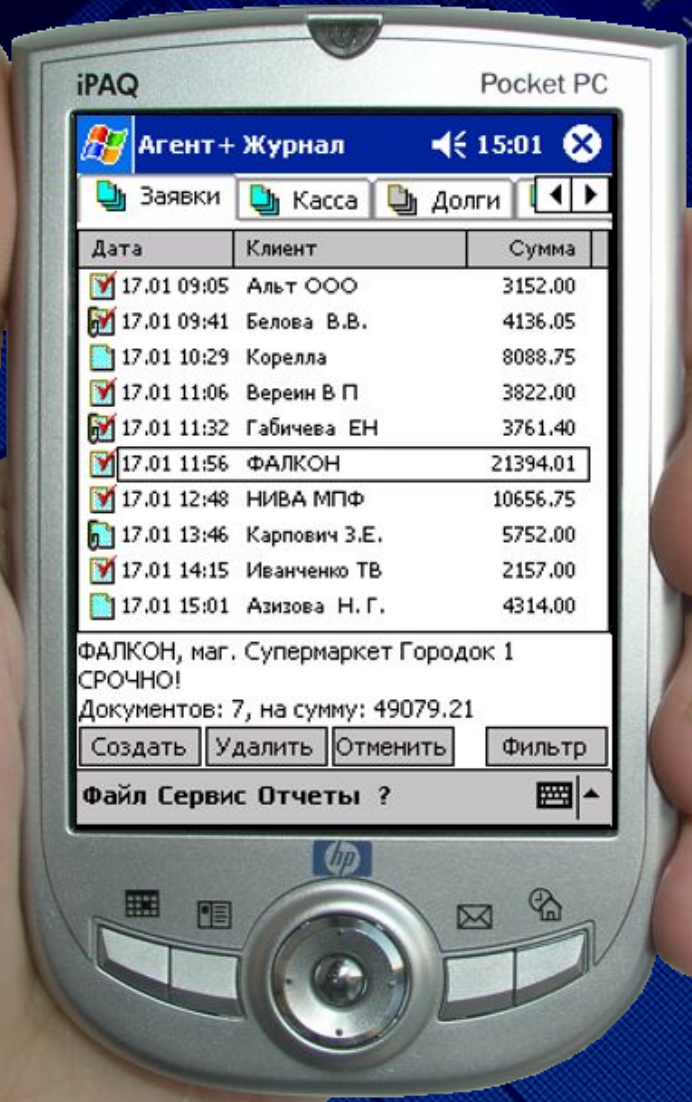 iPAQ Pocket PC
Агент+ Журнал 15:01
Заявки Касса Долги
Дата Клиент Сумма
17.01 09:05 Альт ООО 3152.00
17.01 09:41 Белова В.В. 4136.05
17.01 10:29 Корелла 8088.75
17.01 11:06 Вереин В П 3822.00
17.01 11:32 Габичева ЕН 3761.40
17.01 11:56 ФАЛКОН 21394.01
17.01 12:48 НИВА МПФ 10656.75
17.01 13:46 Карпович З.Е. 5752.00
17.01 14:15 Иванченко ТВ 2157.00
17.01 15:01 Азизова Н. Г. 4314.00
ФАЛКОН, маг. Супермаркет Городок 1
СРОЧНО!
Документов: 7, на сумму: 49079.21
Создать Удалить Отменить Фильтр
Файл Сервис Отчеты ?
hp